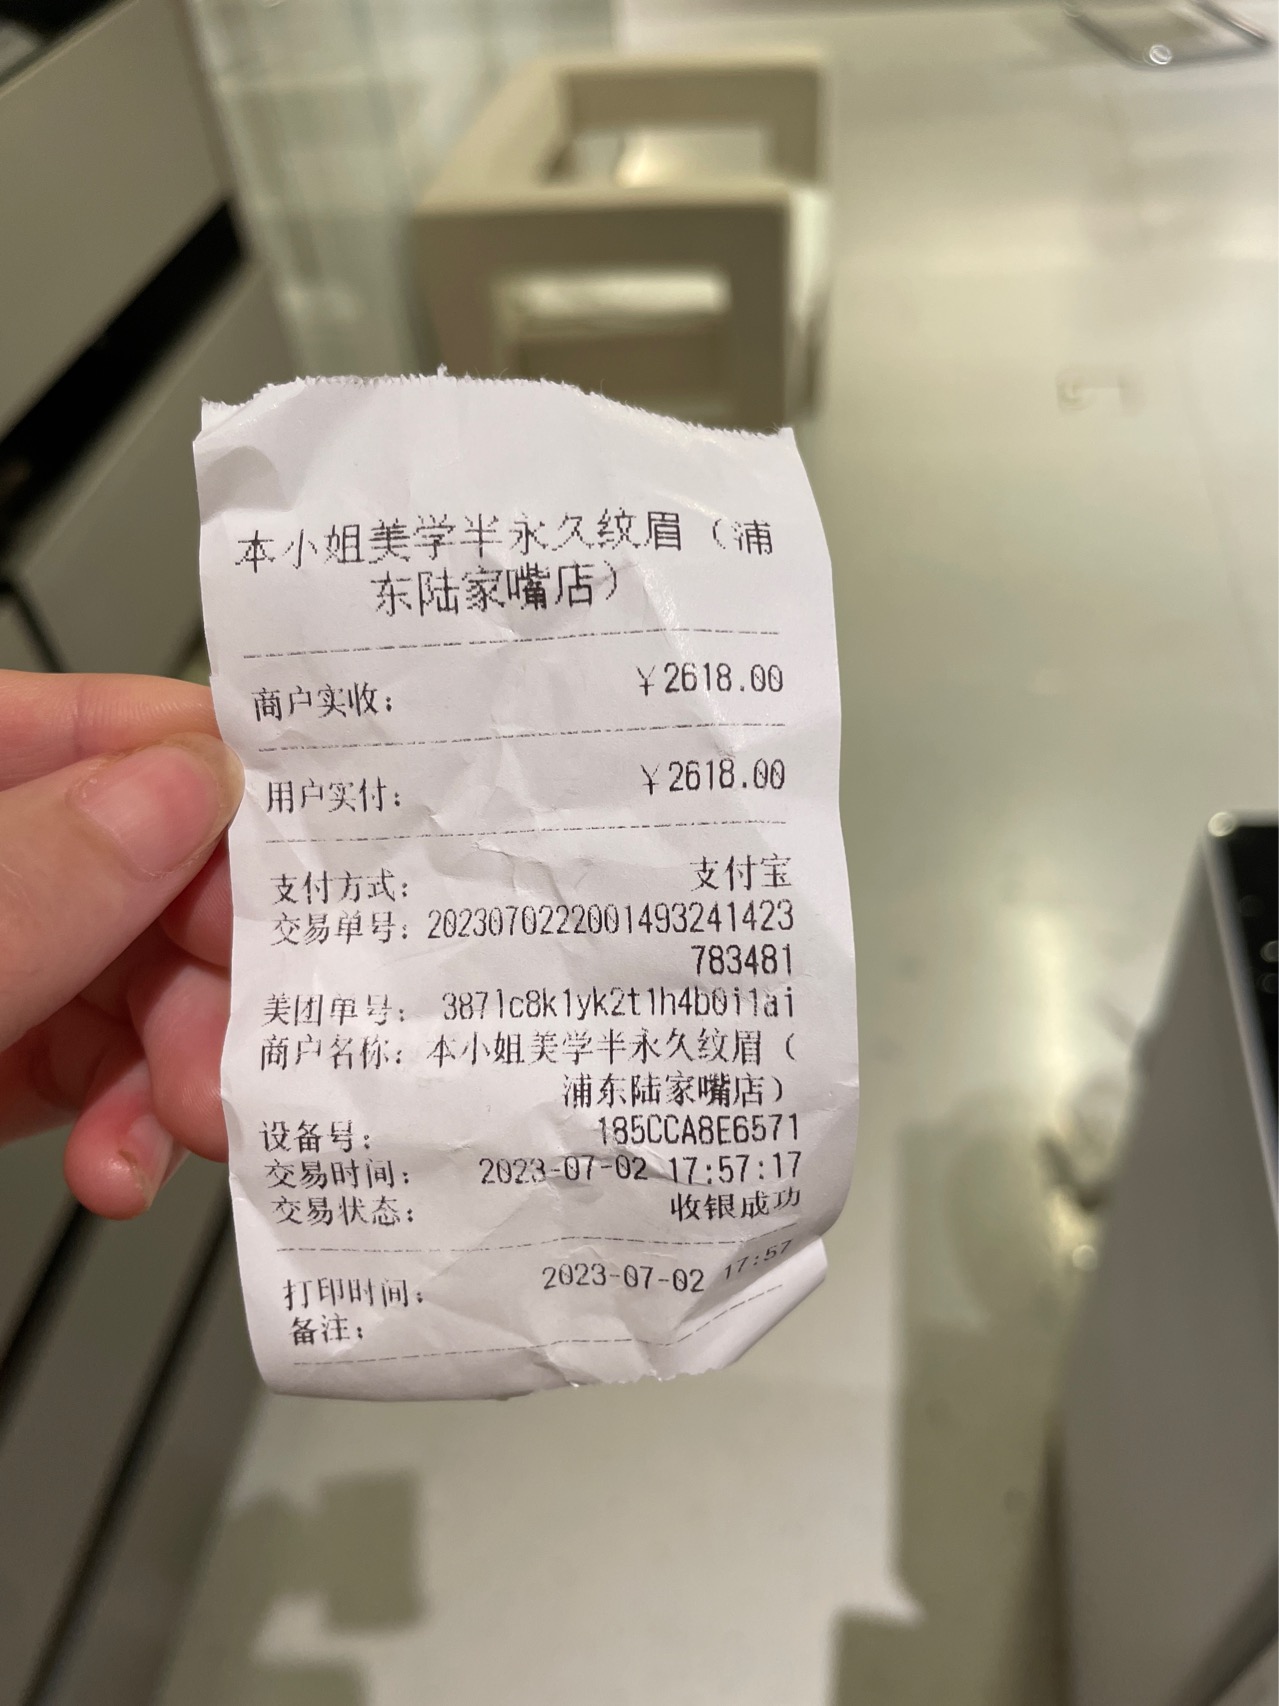 本小姐美学半永久纹眉（浦
东陆家嘴店）
商户实收： ￥2618.00
用户实付： ￥2618.00
支付方式： 支付宝
交易单号：2023070222001493241423
783481
美团单号： 387lc8k1yk2t1h4b0i1ai
商户名称：本小姐美学半永久纹眉（
浦东陆家嘴店）
设备号： 185CCA8E6571
交易时间： 2023-07-02 17:57:17
交易状态： 收银成功
打印时间： 2023-07-02 17:57
备注：